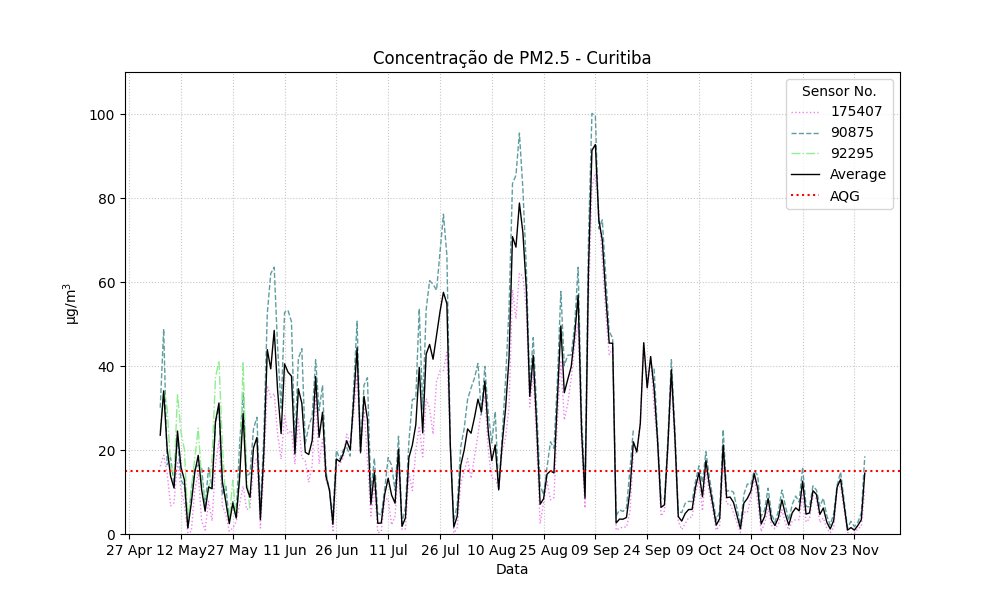 Concentração de PM2.5 - Curitiba
Sensor No.
175407
90875
92295
Average
AQG
100
80
60
40
20
0
µg/m³
27 Apr 12 May 27 May 11 Jun 26 Jun 11 Jul 26 Jul 10 Aug 25 Aug 09 Sep 24 Sep 09 Oct 24 Oct 08 Nov 23 Nov
Data